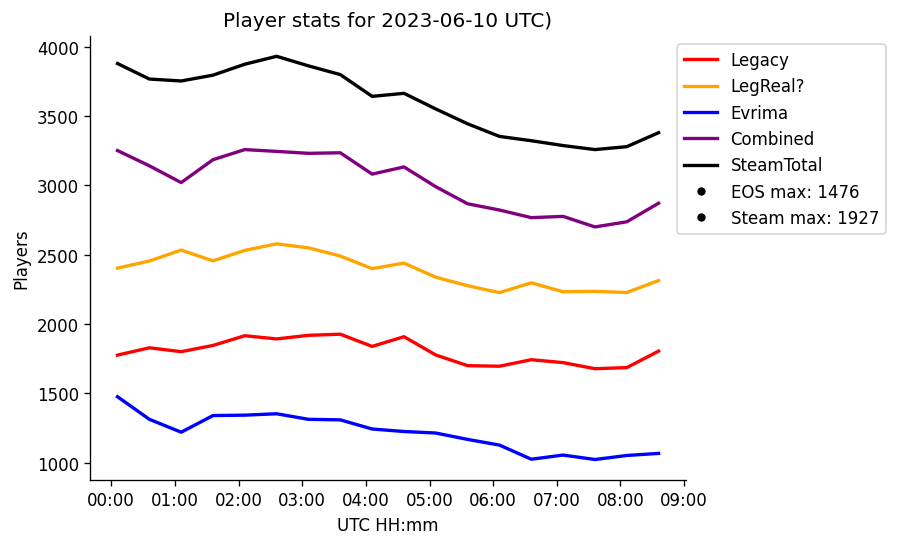 Player stats for 2023-06-10 UTC)
4000
3500
3000
2500
2000
1500
1000
Players
00:00 01:00 02:00 03:00 04:00 05:00 06:00 07:00 08:00 09:00
UTC HH:mm
Legacy
LegReal?
Evrima
Combined
SteamTotal
EOS max: 1476
Steam max: 1927